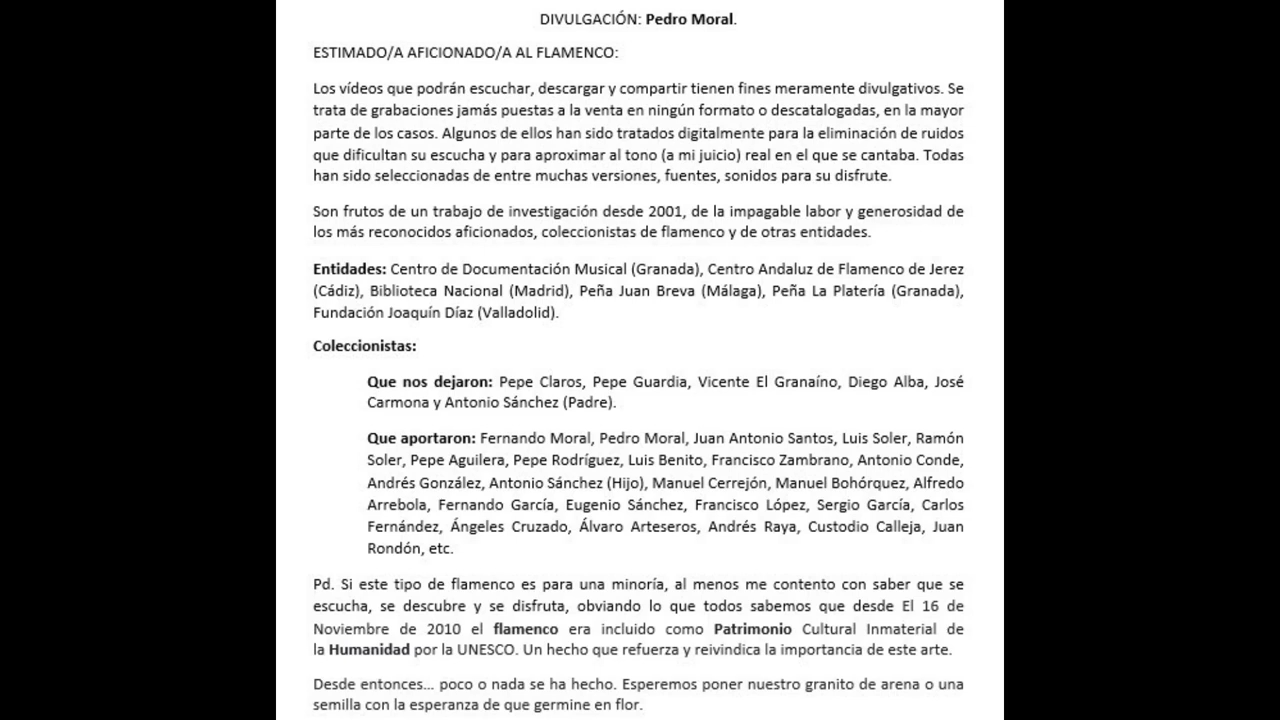 DIVULGACIÓN: Pedro Moral.
ESTIMADO/A AFICIONADO/A AL FLAMENCO:
Los vídeos que podrán escuchar, descargar y compartir tienen fines meramente divulgativos. Se
trata de grabaciones jamás puestas a la venta en ningún formato o descatalogadas, en la mayor
parte de los casos. Algunos de ellos han sido tratados digitalmente para la eliminación de ruidos
que dificultan su escucha y para aproximar al tono (a mi juicio) real en el que se cantaba. Todas
han sido seleccionadas de entre muchas versiones, fuentes, sonidos para su disfrute.
Son frutos de un trabajo de investigación desde 2001, de la impagable labor y generosidad de
los más reconocidos aficionados, coleccionistas de flamenco y de otras entidades.
Entidades: Centro de Documentación Musical (Granada), Centro Andaluz de Flamenco de Jerez
(Cádiz), Biblioteca Nacional (Madrid), Peña Juan Breva (Málaga), Peña La Platería (Granada),
Fundación Joaquín Díaz (Valladolid).
Coleccionistas:
Que nos dejaron: Pepe Claros, Pepe Guardia, Vicente El Granaíno, Diego Alba, José
Carmona y Antonio Sánchez (Padre).
Que aportaron: Fernando Moral, Pedro Moral, Juan Antonio Santos, Luis Soler, Ramón
Soler, Pepe Aguilera, Pepe Rodríguez, Luis Benito, Francisco Zambrano, Antonio Conde,
Andrés González, Antonio Sánchez (Hijo), Manuel Cerrejón, Manuel Bohórquez, Alfredo
Arrebola, Fernando García, Eugenio Sánchez, Francisco López, Sergio García, Carlos
Fernández, Ángeles Cruzado, Álvaro Arteseros, Andrés Raya, Custodio Calleja, Juan
Rondón, etc.
Pd. Si este tipo de flamenco es para una minoría, al menos me contento con saber que se
escucha, se descubre y se disfruta, obviando lo que todos sabemos que desde El 16 de
Noviembre de 2010 el flamenco era incluido como Patrimonio Cultural Inmaterial de
la Humanidad por la UNESCO. Un hecho que refuerza y reivindica la importancia de este arte.
Desde entonces... poco o nada se ha hecho. Esperemos poner nuestro granito de arena o una
semilla con la esperanza de que germine en flor.